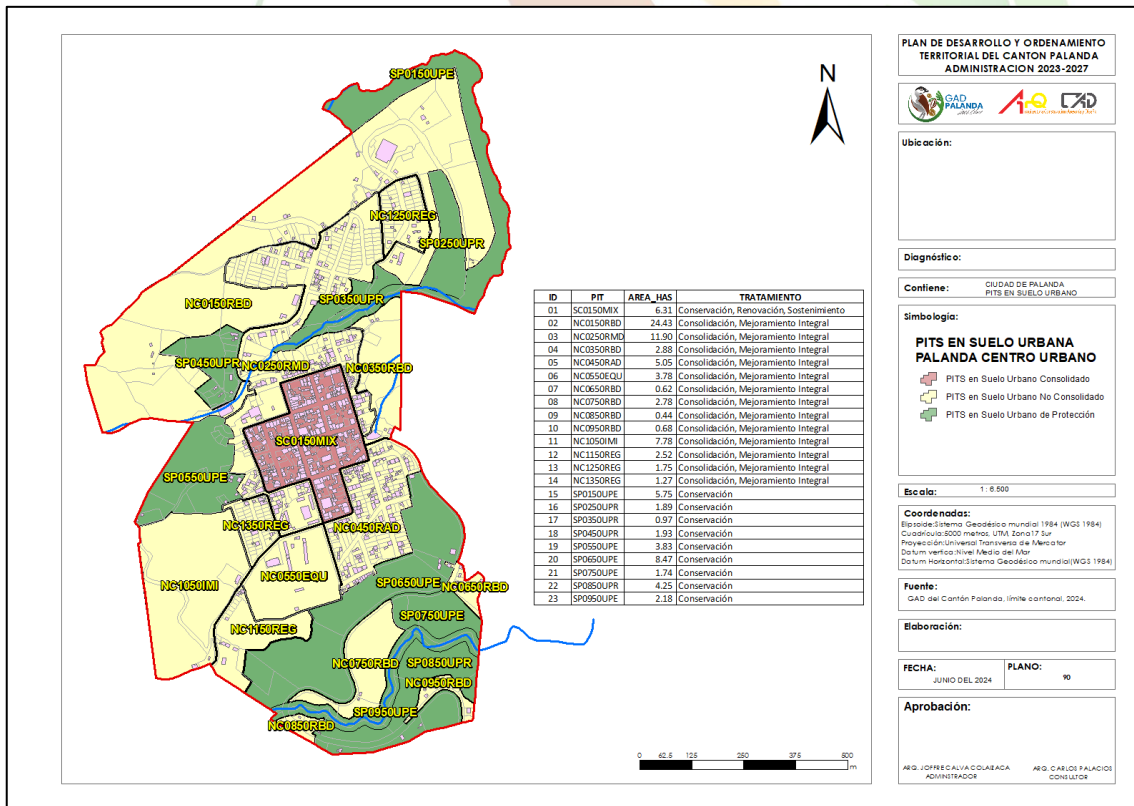 SP0150UPE
NC1250REG
SP0250UPR
NC0150RBD
SP0350UPR
SP0450UPR
NC0250RMD
NC0350RBD
SC0150MIX
SP0550UPE
NC1350REG
NC0450RAD
NC0550EQU
NC1050IMI
SP0650UPE
NC0650RBD
SP0750UPE
NC1150REG
NC0750RBD
SP0850UPR
NC0950RBD
SP0950UPE
NC0850RBD
N
ID PIT AREA_HAS TRATAMIENTO
01 SC0150MIX 6.31 Conservación, Renovación, Sostenimiento
02 NC0150RBD 24.43 Consolidación, Mejoramiento Integral
03 NC0250RMD 11.90 Consolidación, Mejoramiento Integral
04 NC0350RBD 2.88 Consolidación, Mejoramiento Integral
05 NC0450RAD 5.05 Consolidación, Mejoramiento Integral
06 NC0550EQU 3.78 Consolidación, Mejoramiento Integral
07 NC0650RBD 0.62 Consolidación, Mejoramiento Integral
08 NC0750RBD 2.78 Consolidación, Mejoramiento Integral
09 NC0850RBD 0.44 Consolidación, Mejoramiento Integral
10 NC0950RBD 0.68 Consolidación, Mejoramiento Integral
11 NC1050IMI 7.78 Consolidación, Mejoramiento Integral
12 NC1150REG 2.52 Consolidación, Mejoramiento Integral
13 NC1250REG 1.75 Consolidación, Mejoramiento Integral
14 NC1350REG 1.27 Consolidación, Mejoramiento Integral
15 SP0150UPE 5.75 Conservación
16 SP0250UPR 1.89 Conservación
17 SP0350UPR 0.97 Conservación
18 SP0450UPR 1.93 Conservación
19 SP0550UPE 3.83 Conservación
20 SP0650UPE 8.47 Conservación
21 SP0750UPE 1.74 Conservación
22 SP0850UPR 4.25 Conservación
23 SP0950UPE 2.18 Conservación
0 62.5 125 250 375 500
m
PLAN DE DESARROLLO Y ORDENAMIENTO
TERRITORIAL DEL CANTON PALANDA
ADMINISTRACION 2023-2027
GAD
PALANDA
Ubicación:
Diagnóstico:
Contiene: CIUDAD DE PALANDA
PITS EN SUELO URBANO
Simbología:
PITS EN SUELO URBANA
PALANDA CENTRO URBANO
PITS en Suelo Urbano Consolidado
PITS en Suelo Urbano No Consolidado
PITS en Suelo Urbano de Protección
Escala: 1: 6.500
Coordenadas:
Elipsoide:Sistema Geodésico mundial 1984 (WGS 1984)
Cuadrícula:5000 metros, UTM, Zona17 Sur
Proyección:Universal Transversa de Mercator
Datum vertica:Nivel Medio del Mar
Datum Horizontal:Sistema Geodésico mundial(WGS 1984)
Fuente:
GAD del Cantón Palanda, límite cantonal, 2024.
Elaboración:
FECHA: JUNIO DEL 2024
PLANO: 90
Aprobación:
ARQ. JOFFRE CALVA COLAIZACA
ADMINISTRADOR
ARQ. CARLOS PALACIOS
CONSULTOR